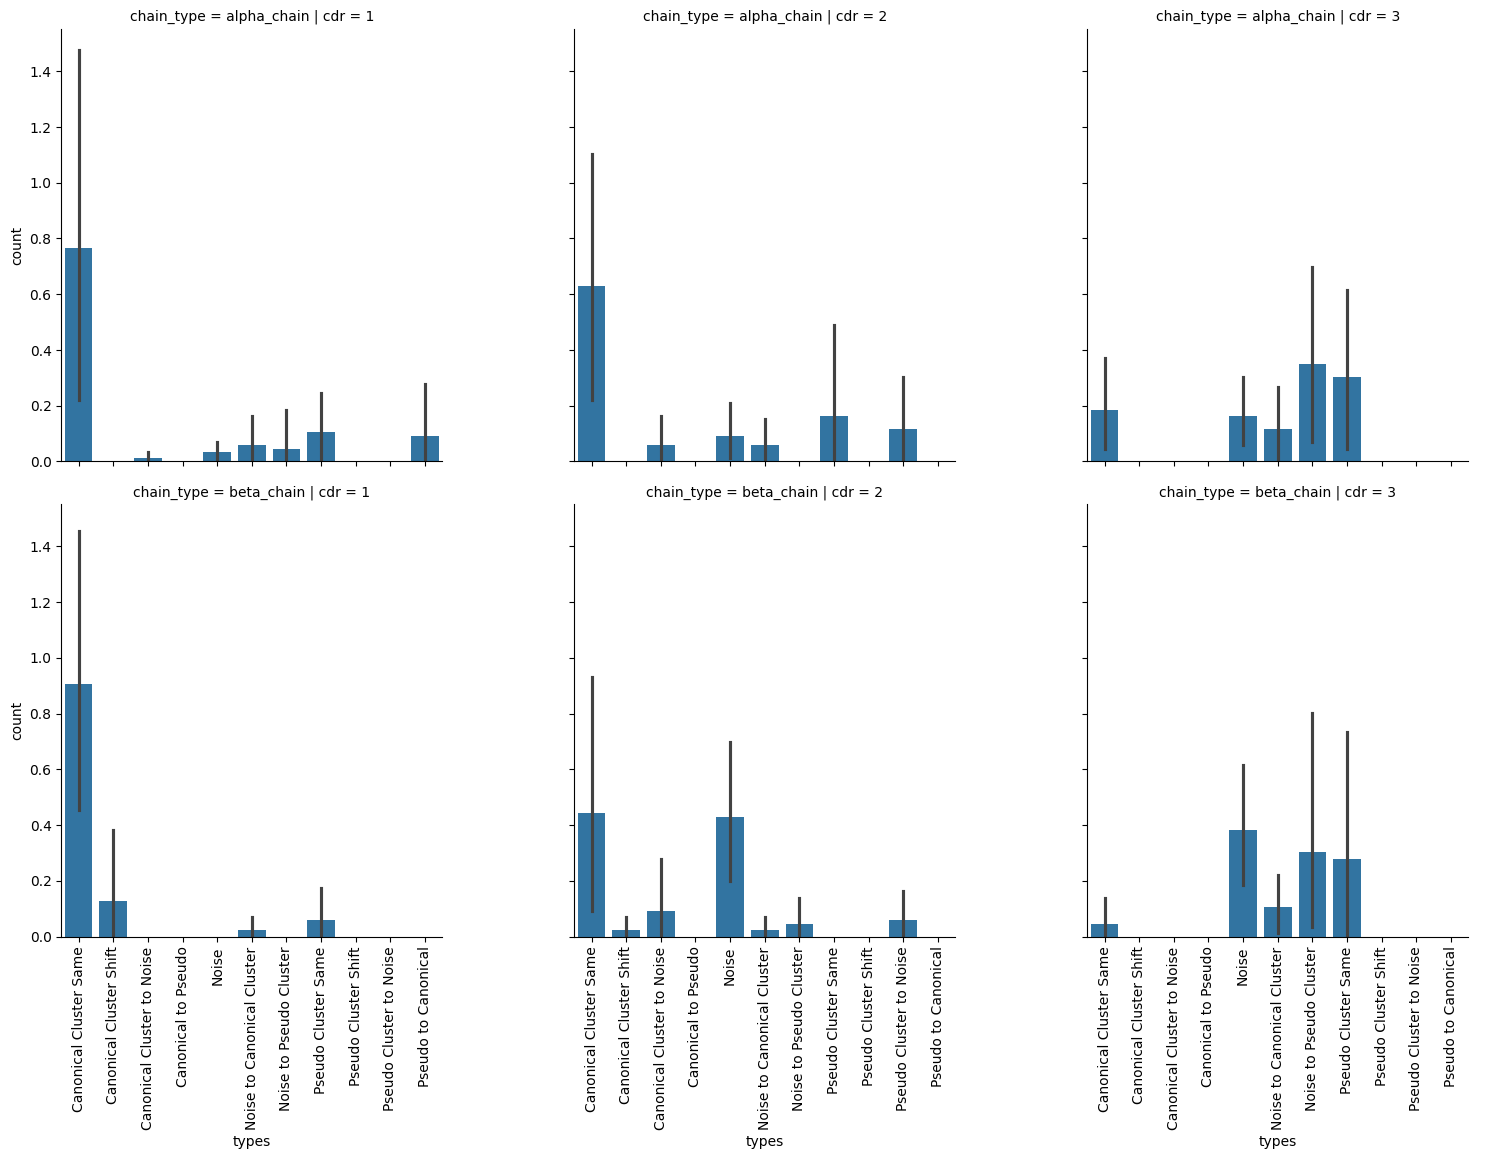 chain_type = alpha_chain | cdr = 1
chain_type = alpha_chain | cdr = 2
chain_type = alpha_chain | cdr = 3
1.4
1.2
1.0
0.8
0.6
0.4
0.2
0.0
count
chain_type = beta_chain | cdr = 1
chain_type = beta_chain | cdr = 2
chain_type = beta_chain | cdr = 3
1.4
1.2
1.0
0.8
0.6
0.4
0.2
0.0
count
Canonical Cluster Same
Canonical Cluster Shift
Canonical Cluster to Noise
Canonical to Pseudo
Noise
Noise to Canonical Cluster
Noise to Pseudo Cluster
Pseudo Cluster Same
Pseudo Cluster Shift
Pseudo Cluster to Noise
Pseudo to Canonical
types
Canonical Cluster Same
Canonical Cluster Shift
Canonical Cluster to Noise
Canonical to Pseudo
Noise
Noise to Canonical Cluster
Noise to Pseudo Cluster
Pseudo Cluster Same
Pseudo Cluster Shift
Pseudo Cluster to Noise
Pseudo to Canonical
types
Canonical Cluster Same
Canonical Cluster Shift
Canonical Cluster to Noise
Canonical to Pseudo
Noise
Noise to Canonical Cluster
Noise to Pseudo Cluster
Pseudo Cluster Same
Pseudo Cluster Shift
Pseudo Cluster to Noise
Pseudo to Canonical
types